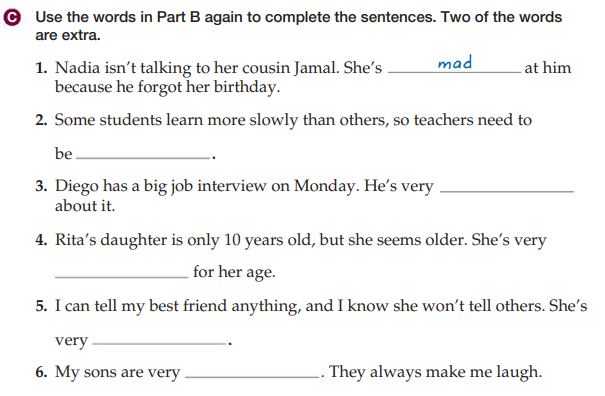 C Use the words in Part B again to complete the sentences. Two of the words
are extra.
1. Nadia isn't talking to her cousin Jamal. She's mad at him
because he forgot her birthday.
2. Some students learn more slowly than others, so teachers need to
be ____________.
3. Diego has a big job interview on Monday. He's very ____________
about it.
4. Rita's daughter is only 10 years old, but she seems older. She's very
____________ for her age.
5. I can tell my best friend anything, and I know she won't tell others. She's
very ____________.
6. My sons are very ____________. They always make me laugh.